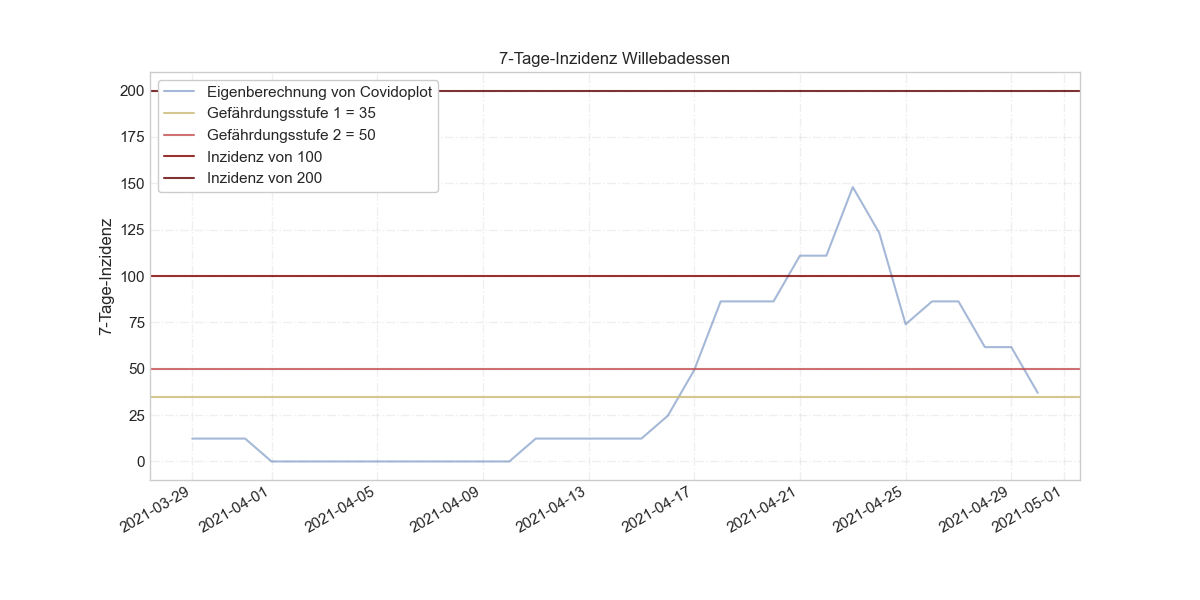 7-Tage-Inzidenz Willebadessen
Eigenberechnung von Covidoplot
Gefährdungsstufe 1 = 35
Gefährdungsstufe 2 = 50
Inzidenz von 100
Inzidenz von 200
7-Tage-Inzidenz
200
175
150
125
100
75
50
25
0
2021-03-29
2021-04-01
2021-04-05
2021-04-09
2021-04-13
2021-04-17
2021-04-21
2021-04-25
2021-04-29
2021-05-01